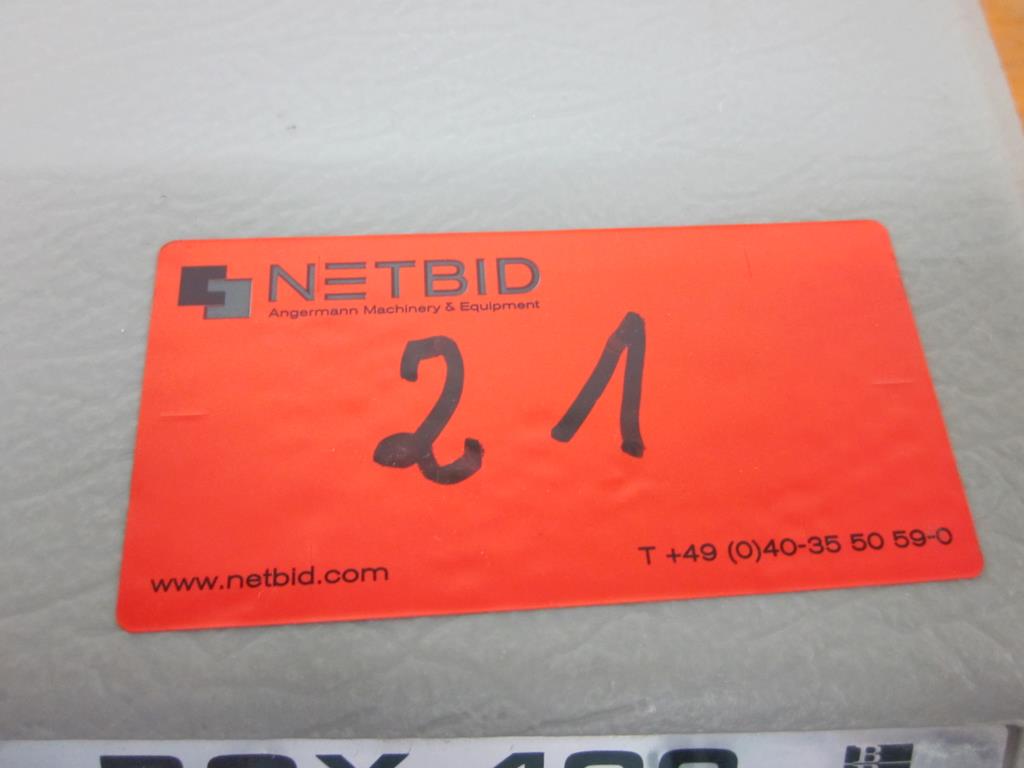 NETBID
Angermann Machinery & Equipment
21
www.netbid.com
T +49 (0)40-35 50 59-0